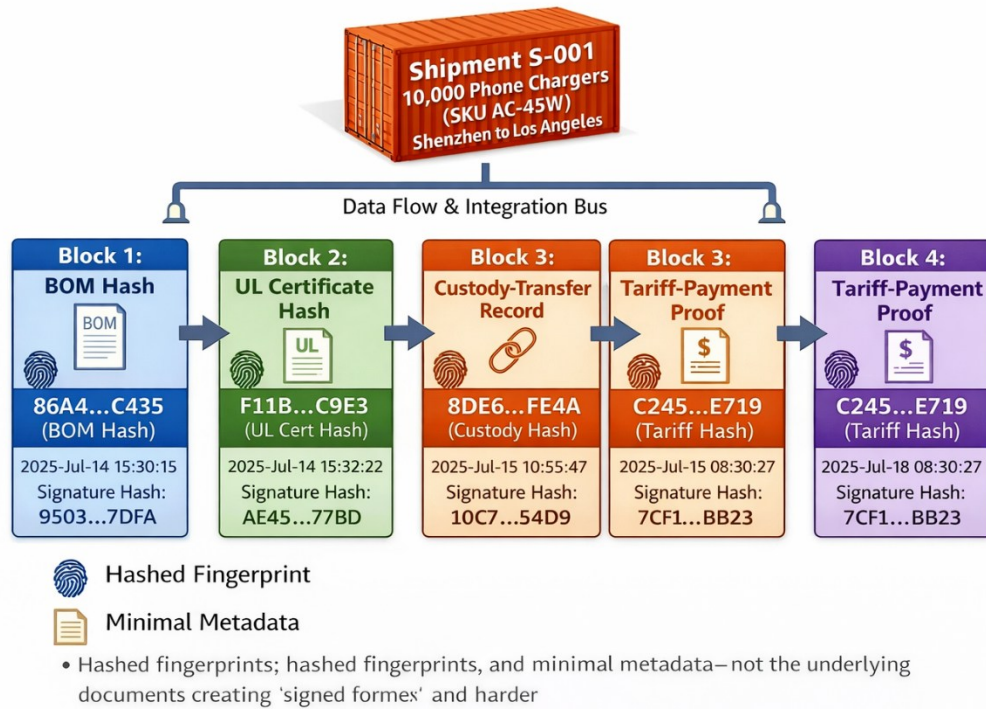 Shipment S-001
10,000 Phone Chargers
(SKU AC-45W)
Shenzhen to Los Angeles
Data Flow & Integration Bus
Block 1:
BOM Hash
BOM
86A4...C435
(BOM Hash)
2025-Jul-14 15:30:15
Signature Hash:
9503...7DFA
Block 2:
UL Certificate
Hash
UL
F11B...C9E3
(UL Cert Hash)
2025-Jul-14 15:32:22
Signature Hash:
AE45...77BD
Block 3:
Custody-Transfer
Record
8DE6...FE4A
(Custody Hash)
2025-Jul-15 10:55:47
Signature Hash:
10C7...54D9
Block 3:
Tariff-Payment
Proof
$
C245...E719
(Tariff Hash)
2025-Jul-15 08:30:27
Signature Hash:
7CF1...BB23
Block 4:
Tariff-Payment
Proof
$
C245...E719
(Tariff Hash)
2025-Jul-18 08:30:27
Signature Hash:
7CF1...BB23
Hashed Fingerprint
Minimal Metadata
• Hashed fingerprints; hashed fingerprints, and minimal metadata—not the underlying
documents creating 'signed formex' and harder